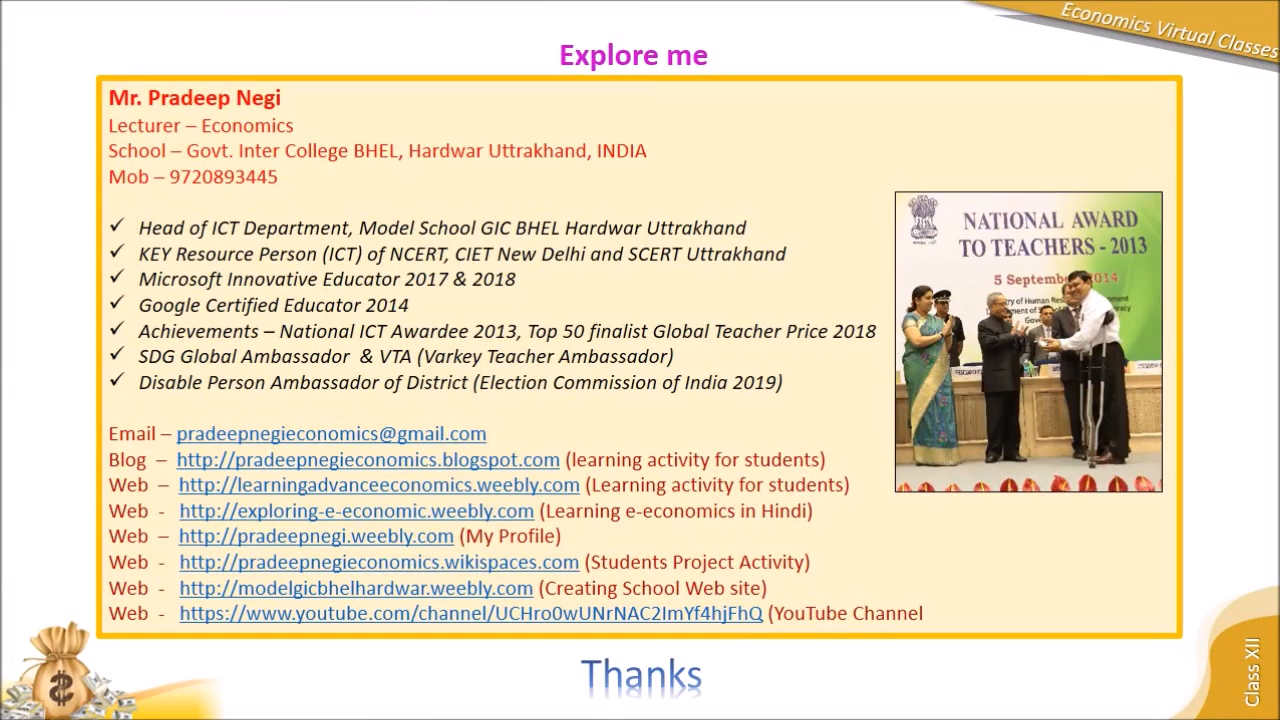 Economics Virtual Classes
Explore me
Mr. Pradeep Negi
Lecturer – Economics
School – Govt. Inter College BHEL, Hardwar Uttrakhand, INDIA
Mob – 9720893445
✓ Head of ICT Department, Model School GIC BHEL Hardwar Uttrakhand
✓ KEY Resource Person (ICT) of NCERT, CIET New Delhi and SCERT Uttrakhand
✓ Microsoft Innovative Educator 2017 & 2018
✓ Google Certified Educator 2014
✓ Achievements – National ICT Awardee 2013, Top 50 finalist Global Teacher Price 2018
✓ SDG Global Ambassador & VTA (Varkey Teacher Ambassador)
✓ Disable Person Ambassador of District (Election Commission of India 2019)
NATIONAL AWARD
TO TEACHERS - 2013
5 September 2014
Email – pradeepnegieconomics@gmail.com
Blog – http://pradeepnegieconomics.blogspot.com (learning activity for students)
Web – http://learningadvanceeconomics.weebly.com (Learning activity for students)
Web - http://exploring-e-economic.weebly.com (Learning e-economics in Hindi)
Web – http://pradeepnegi.weebly.com (My Profile)
Web - http://pradeepnegieconomics.wikispaces.com (Students Project Activity)
Web - http://modelgicbhelhardwar.weebly.com (Creating School Web site)
Web - https://www.youtube.com/channel/UCHro0wUNrNAC2ImYf4hjFhQ (YouTube Channel
Thanks
Class XII